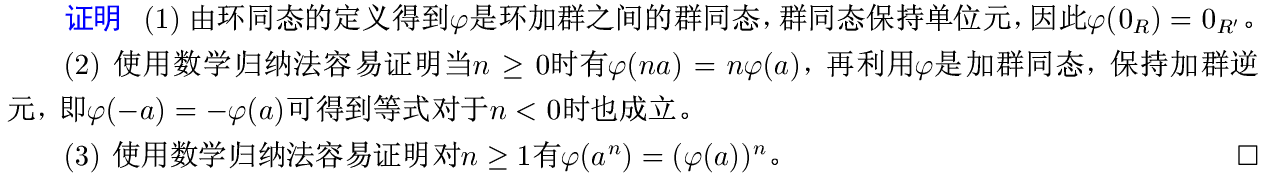 证明 (1) 由环同态的定义得到φ是环加群之间的群同态，群同态保持单位元，因此φ(0_R) = 0_{R′}。
(2) 使用数学归纳法容易证明当n ≥ 0时有φ(na) = nφ(a)，再利用φ是加群同态，保持加群逆
元，即φ(−a) = −φ(a)可得到等式对于n < 0时也成立。
(3) 使用数学归纳法容易证明对n ≥ 1有φ(a^n) = (φ(a))^n。 □